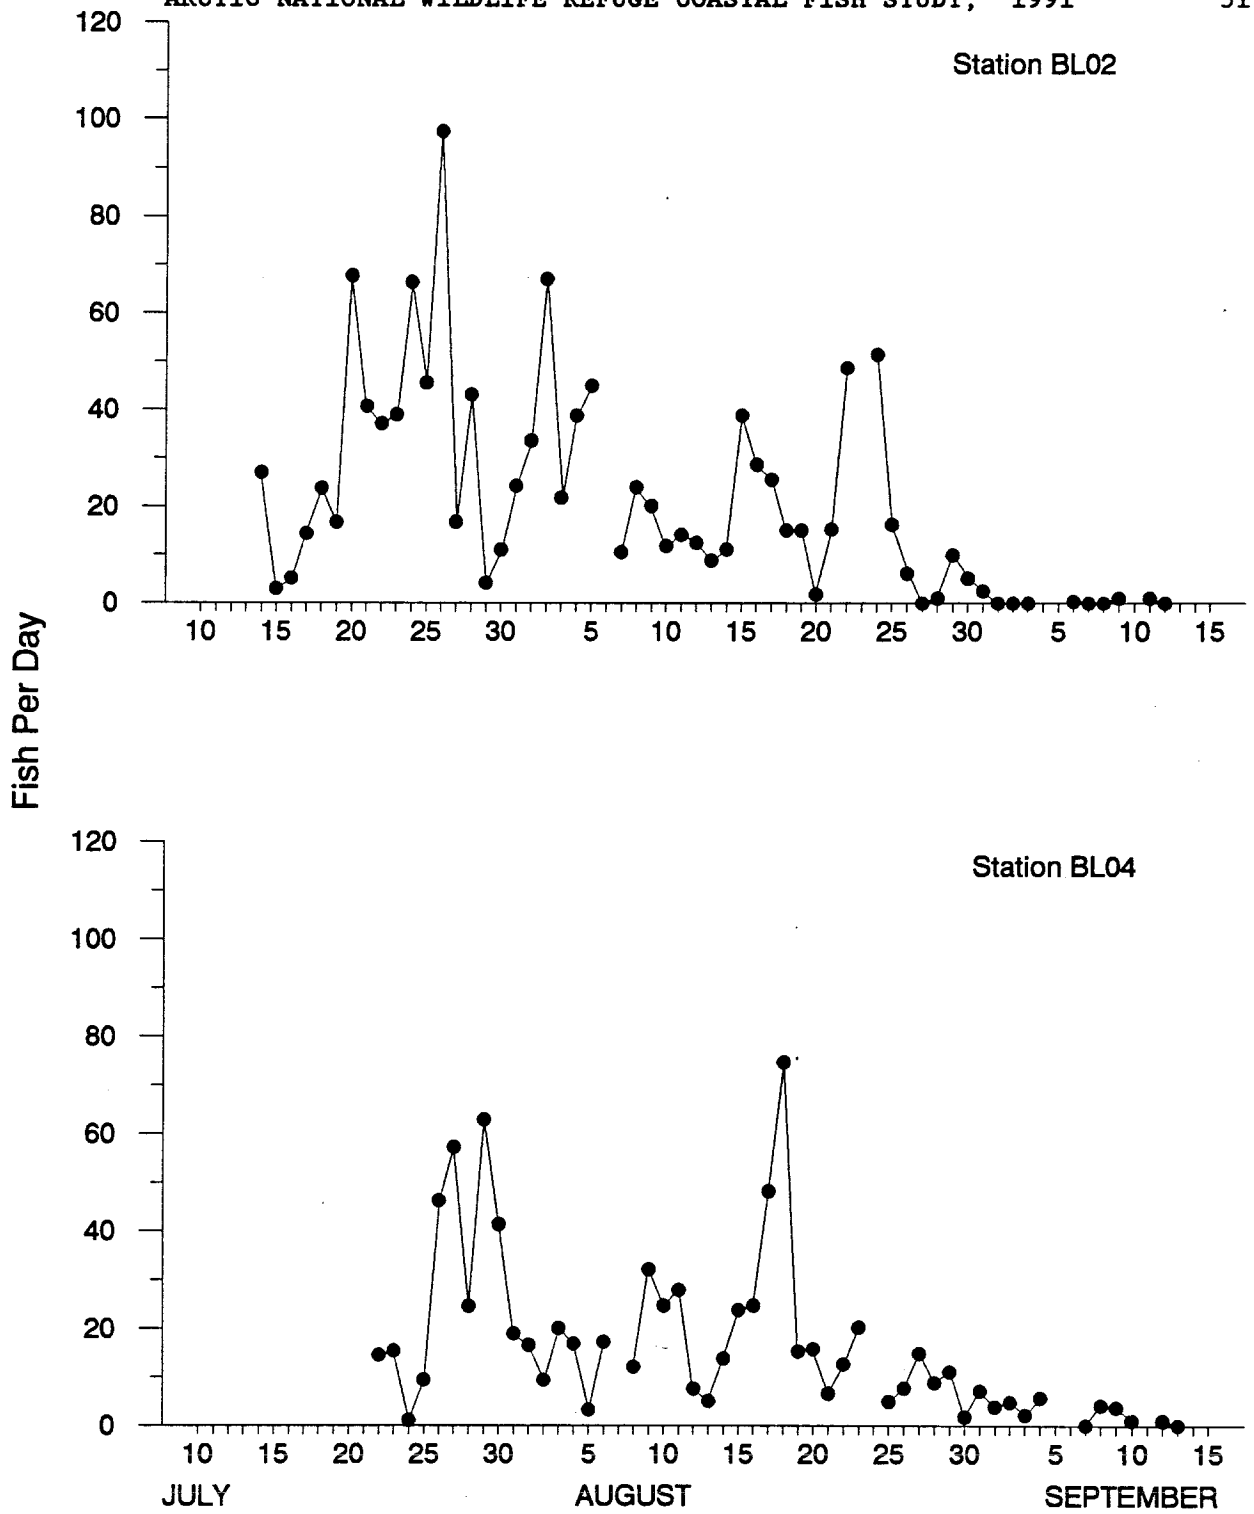 ARCTIC NATIONAL WILDLIFE REFUGE COASTAL FISH STUDY, 1991
Station BL02
120
100
80
60
40
20
0
10 15 20 25 30 5 10 15 20 25 30 5 10 15
Fish Per Day
Station BL04
120
100
80
60
40
20
0
10 15 20 25 30 5 10 15 20 25 30 5 10 15
JULY AUGUST SEPTEMBER